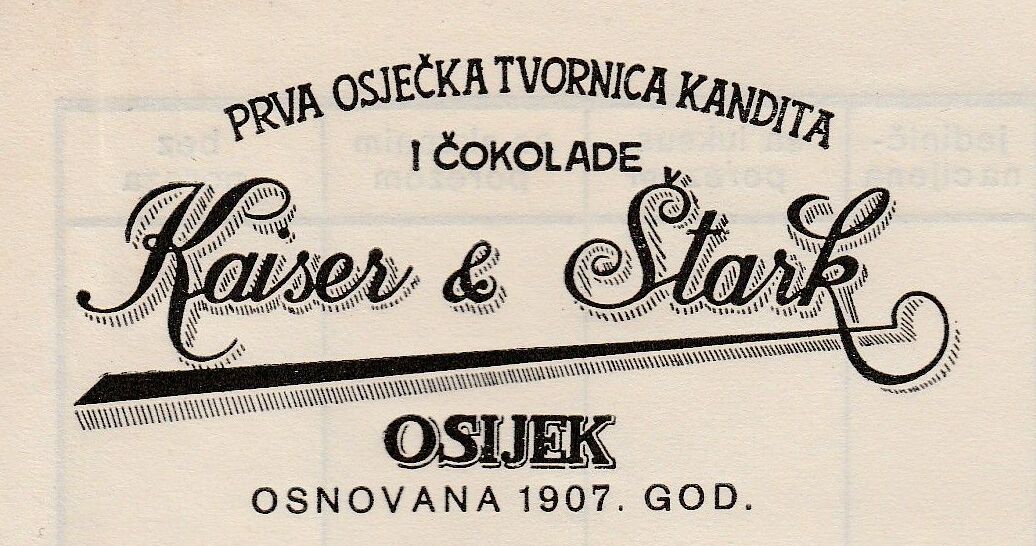 PRVA OSJEČKA TVORNICA KANDITA
I ČOKOLADE
Kaiser & Štark
OSIJEK
OSNOVANA 1907. GOD.